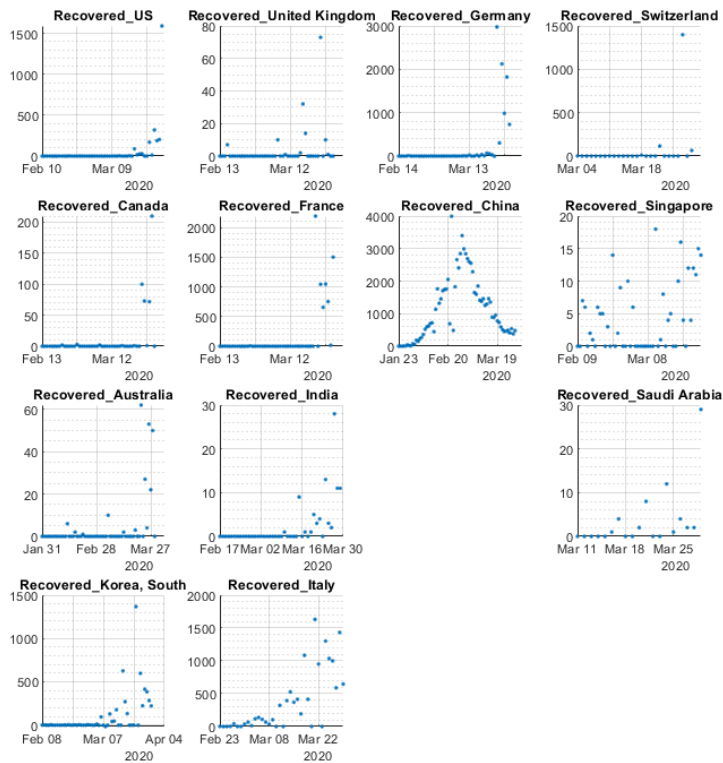 Recovered_US
1500
1000
500
0
Feb 10
Mar 09
2020
Recovered_United Kingdom
80
60
40
20
0
Feb 13
Mar 12
2020
Recovered_Germany
3000
2000
1000
0
Feb 14
Mar 13
2020
Recovered_Switzerland
1500
1000
500
0
Mar 04
Mar 18
2020
Recovered_Canada
200
150
100
50
0
Feb 13
Mar 12
2020
Recovered_France
2000
1500
1000
500
0
Feb 13
Mar 12
2020
Recovered_China
4000
3000
2000
1000
0
Jan 23
Feb 20
Mar 19
2020
Recovered_Singapore
20
15
10
5
0
Feb 09
Mar 08
2020
Recovered_Australia
60
40
20
0
Jan 31
Feb 28
Mar 27
2020
Recovered_India
30
20
10
0
Feb 17
Mar 02
Mar 16
Mar 30
2020
Recovered_Saudi Arabia
30
20
10
0
Mar 11
Mar 18
Mar 25
2020
Recovered_Korea, South
1500
1000
500
0
Feb 08
Mar 07
Apr 04
2020
Recovered_Italy
2000
1500
1000
500
0
Feb 23
Mar 08
Mar 22
2020